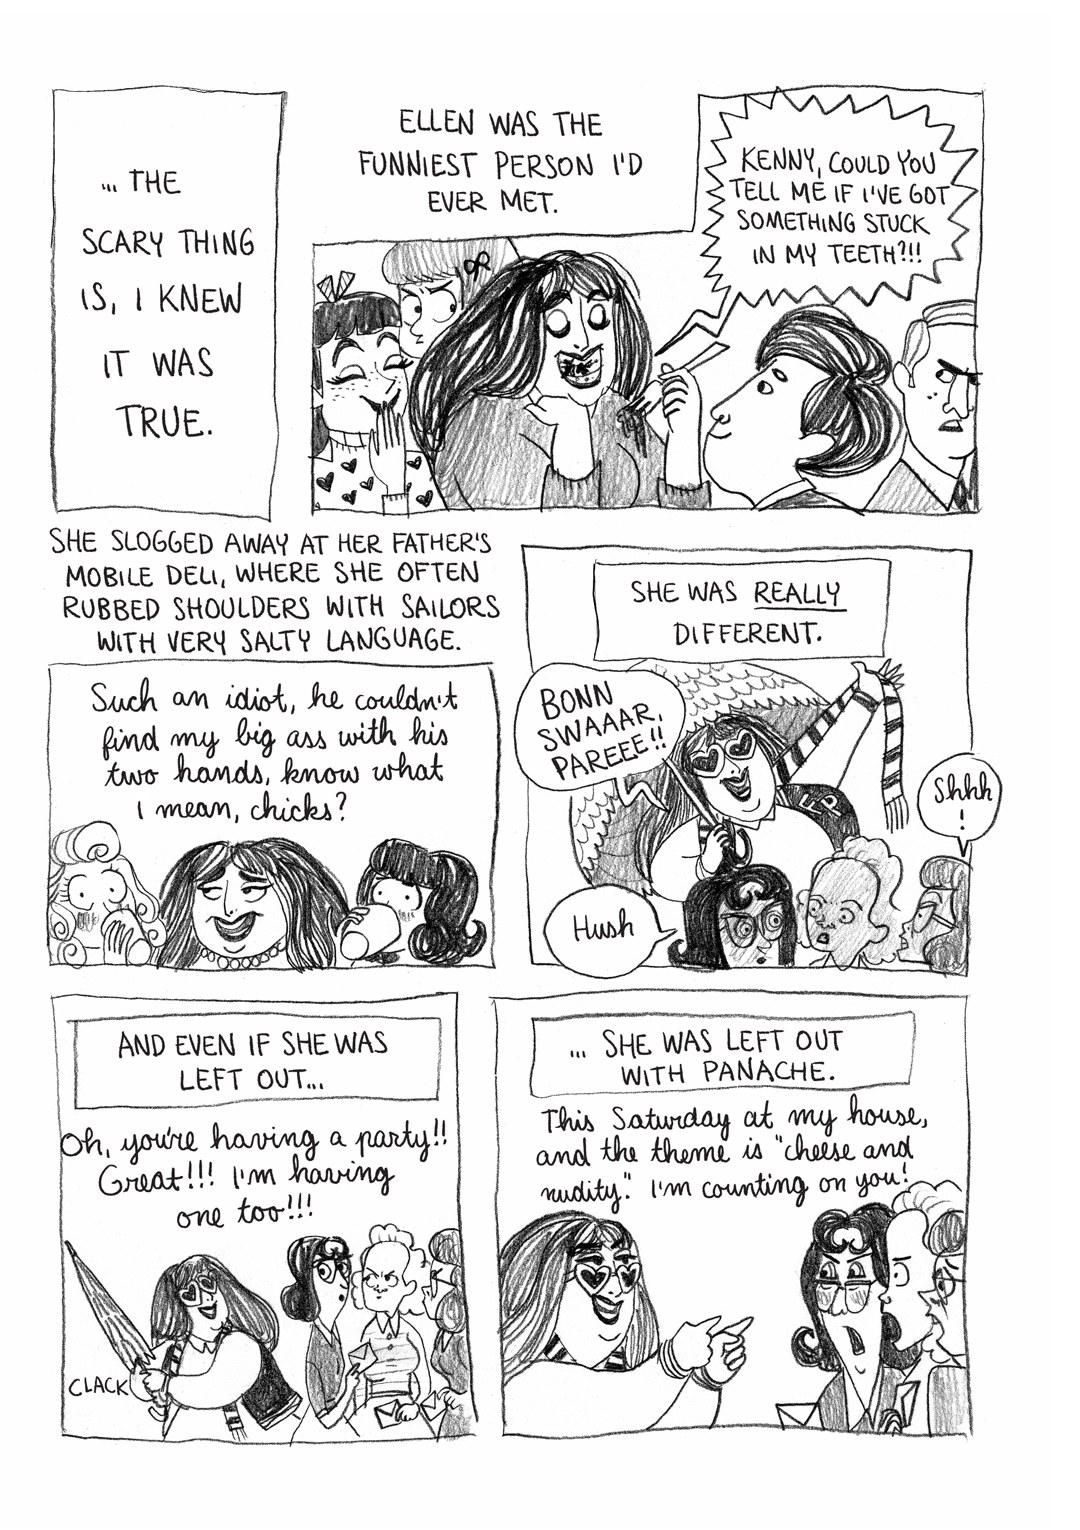 ... THE
SCARY THING
IS, I KNEW
IT WAS
TRUE.
ELLEN WAS THE
FUNNIEST PERSON I'D
EVER MET.
KENNY, COULD YOU
TELL ME IF I'VE GOT
SOMETHING STUCK
IN MY TEETH?!!
SHE SLOGGED AWAY AT HER FATHER'S
MOBILE DELI, WHERE SHE OFTEN
RUBBED SHOULDERS WITH SAILORS
WITH VERY SALTY LANGUAGE.
Such an idiot, he couldn't
find my big ass with his
two hands, know what
I mean, chicks?
SHE WAS REALLY
DIFFERENT.
BONN
SWAAAR,
PAREEE!!
EP
Shhh
!
Hush
AND EVEN IF SHE WAS
LEFT OUT...
Oh, you're having a party!!
Great!!! I'm having
one too!!!
CLACK
... SHE WAS LEFT OUT
WITH PANACHE.
This Saturday at my house,
and the theme is "cheese and
nudity." I'm counting on you!